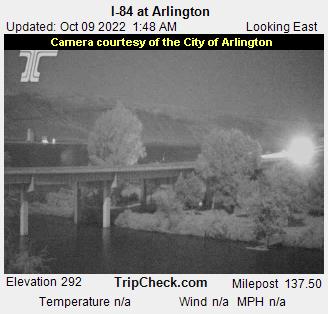 I-84 at Arlington
Updated: Oct 09 2022 1:48 AM Looking East
Camera courtesy of the City of Arlington
Elevation 292 TripCheck.com Milepost 137.50
Temperature n/a Wind n/a MPH n/a